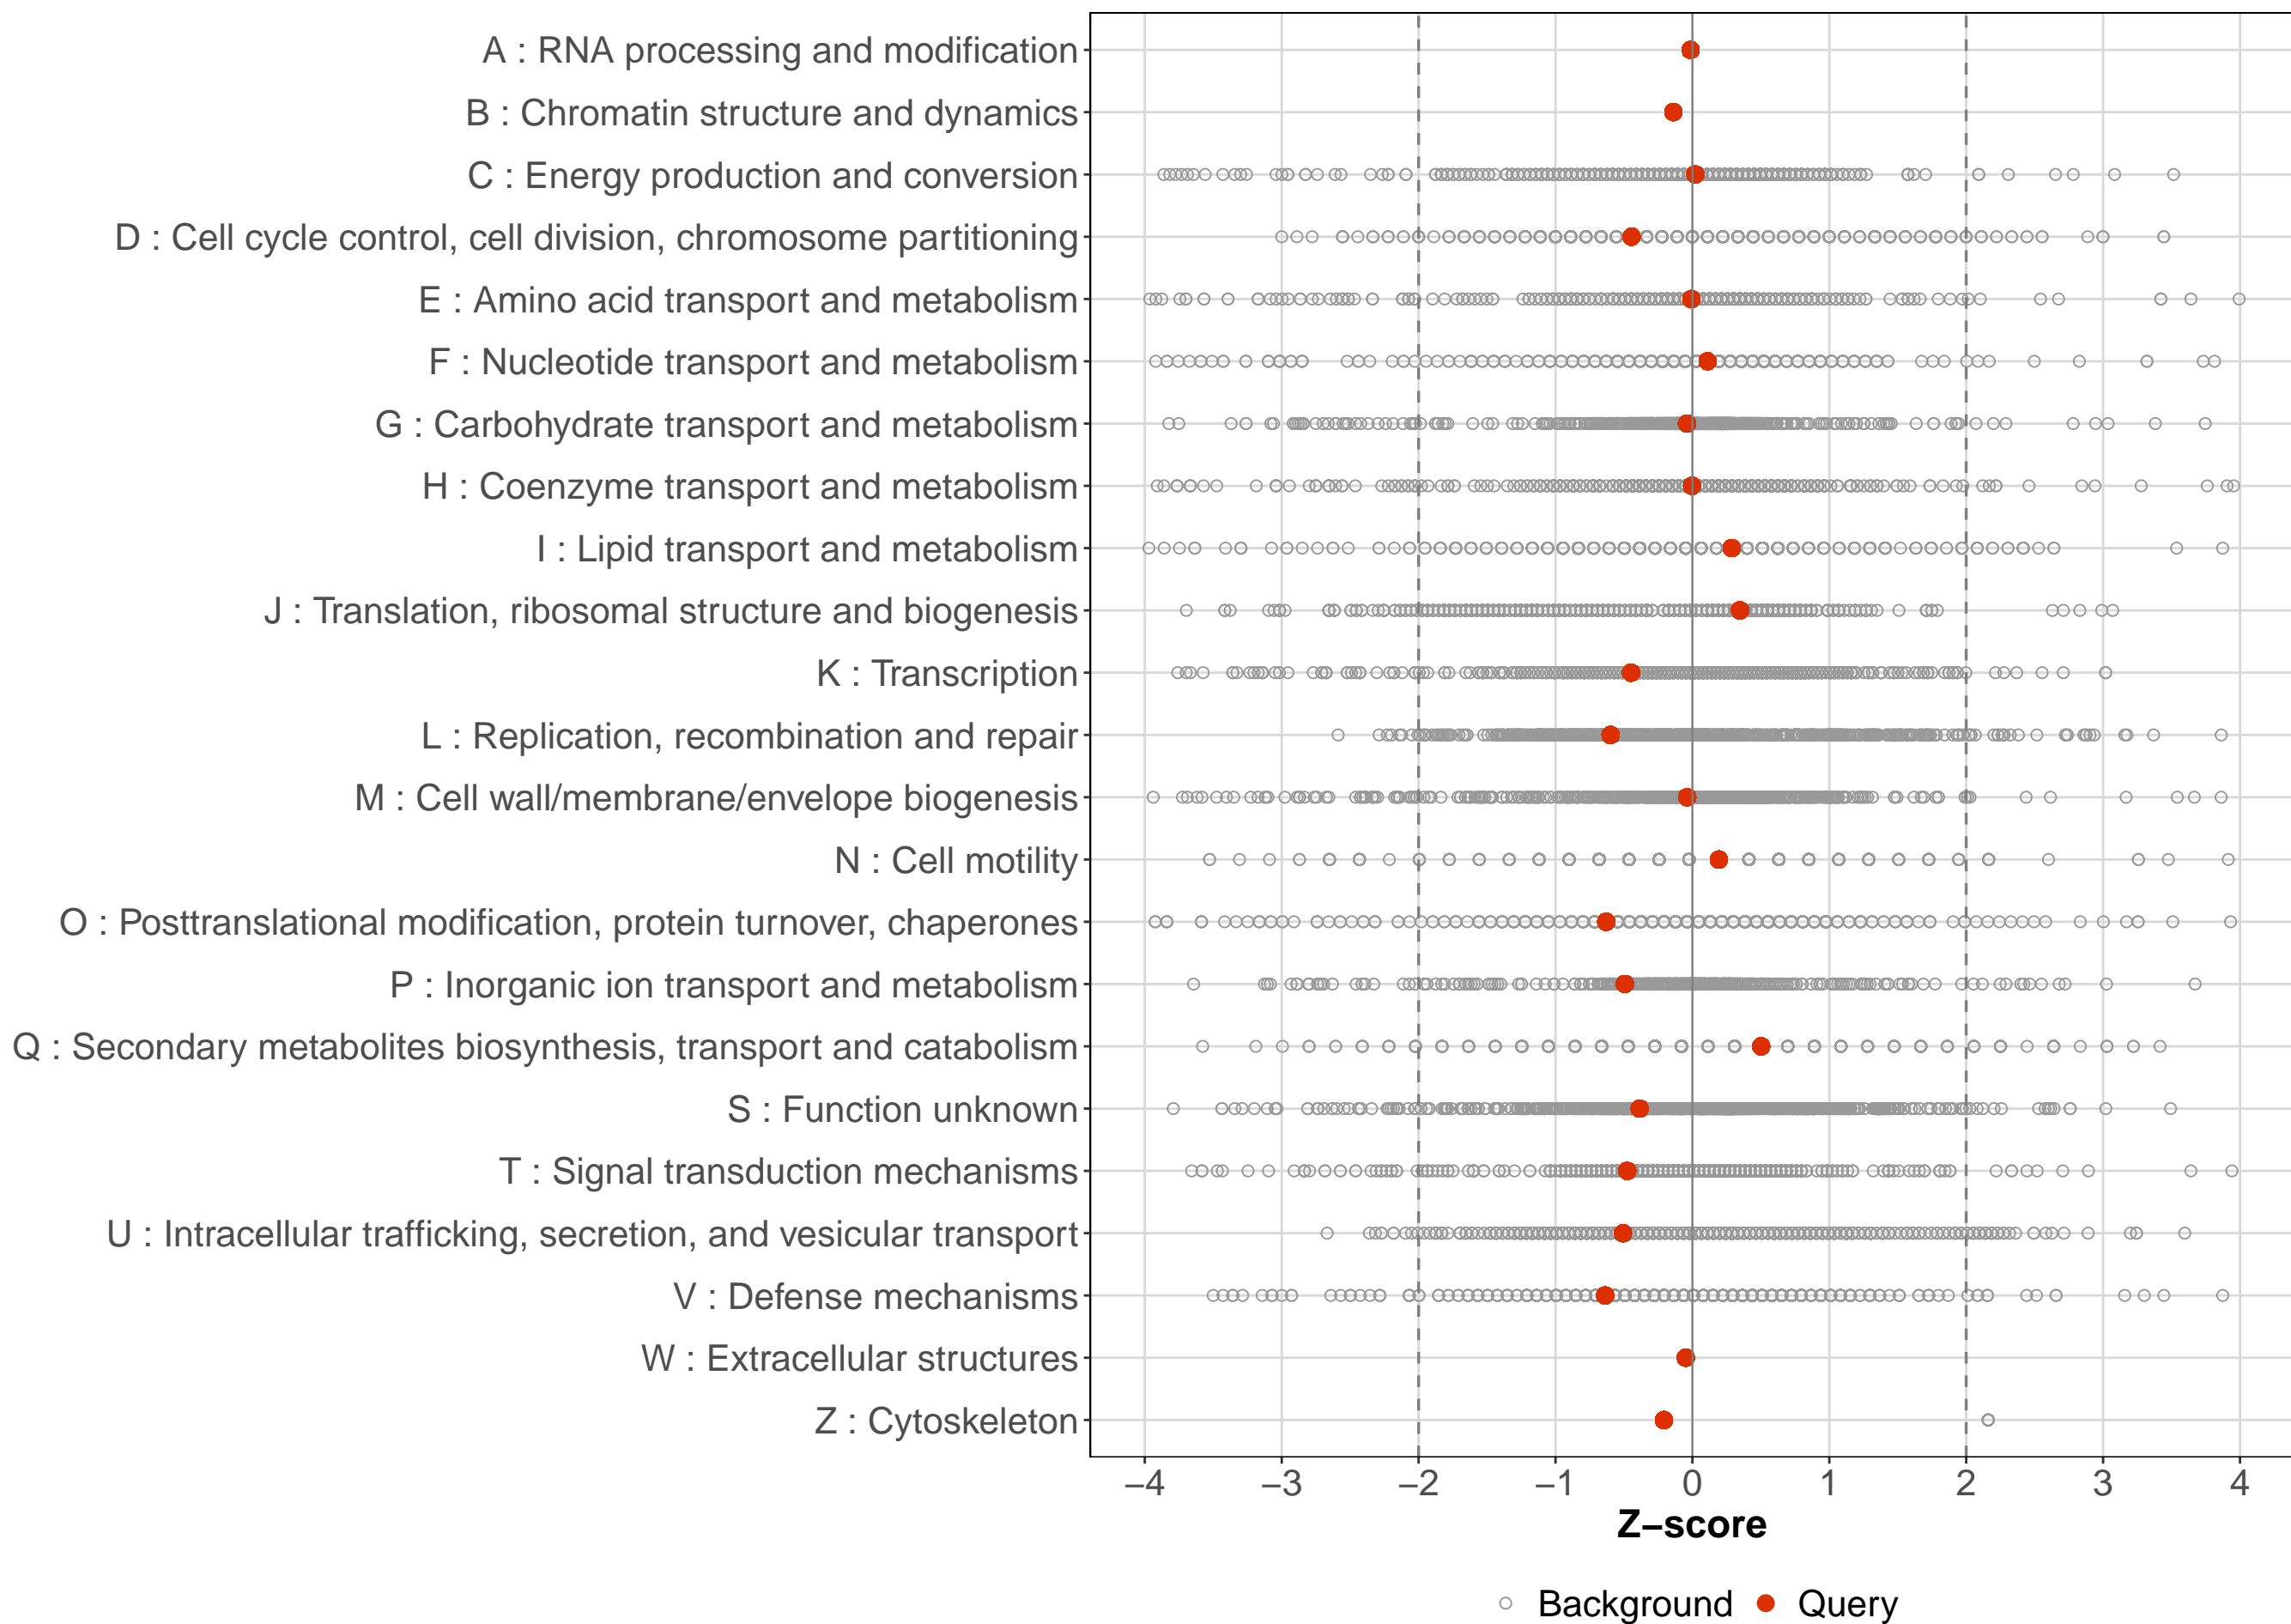 A : RNA processing and modification
B : Chromatin structure and dynamics
C : Energy production and conversion
D : Cell cycle control, cell division, chromosome partitioning
E : Amino acid transport and metabolism
F : Nucleotide transport and metabolism
G : Carbohydrate transport and metabolism
H : Coenzyme transport and metabolism
I : Lipid transport and metabolism
J : Translation, ribosomal structure and biogenesis
K : Transcription
L : Replication, recombination and repair
M : Cell wall/membrane/envelope biogenesis
N : Cell motility
O : Posttranslational modification, protein turnover, chaperones
P : Inorganic ion transport and metabolism
Q : Secondary metabolites biosynthesis, transport and catabolism
S : Function unknown
T : Signal transduction mechanisms
U : Intracellular trafficking, secretion, and vesicular transport
V : Defense mechanisms
W : Extracellular structures
Z : Cytoskeleton
−4 −3 −2 −1 0 1 2 3 4
Z−score
Background Query